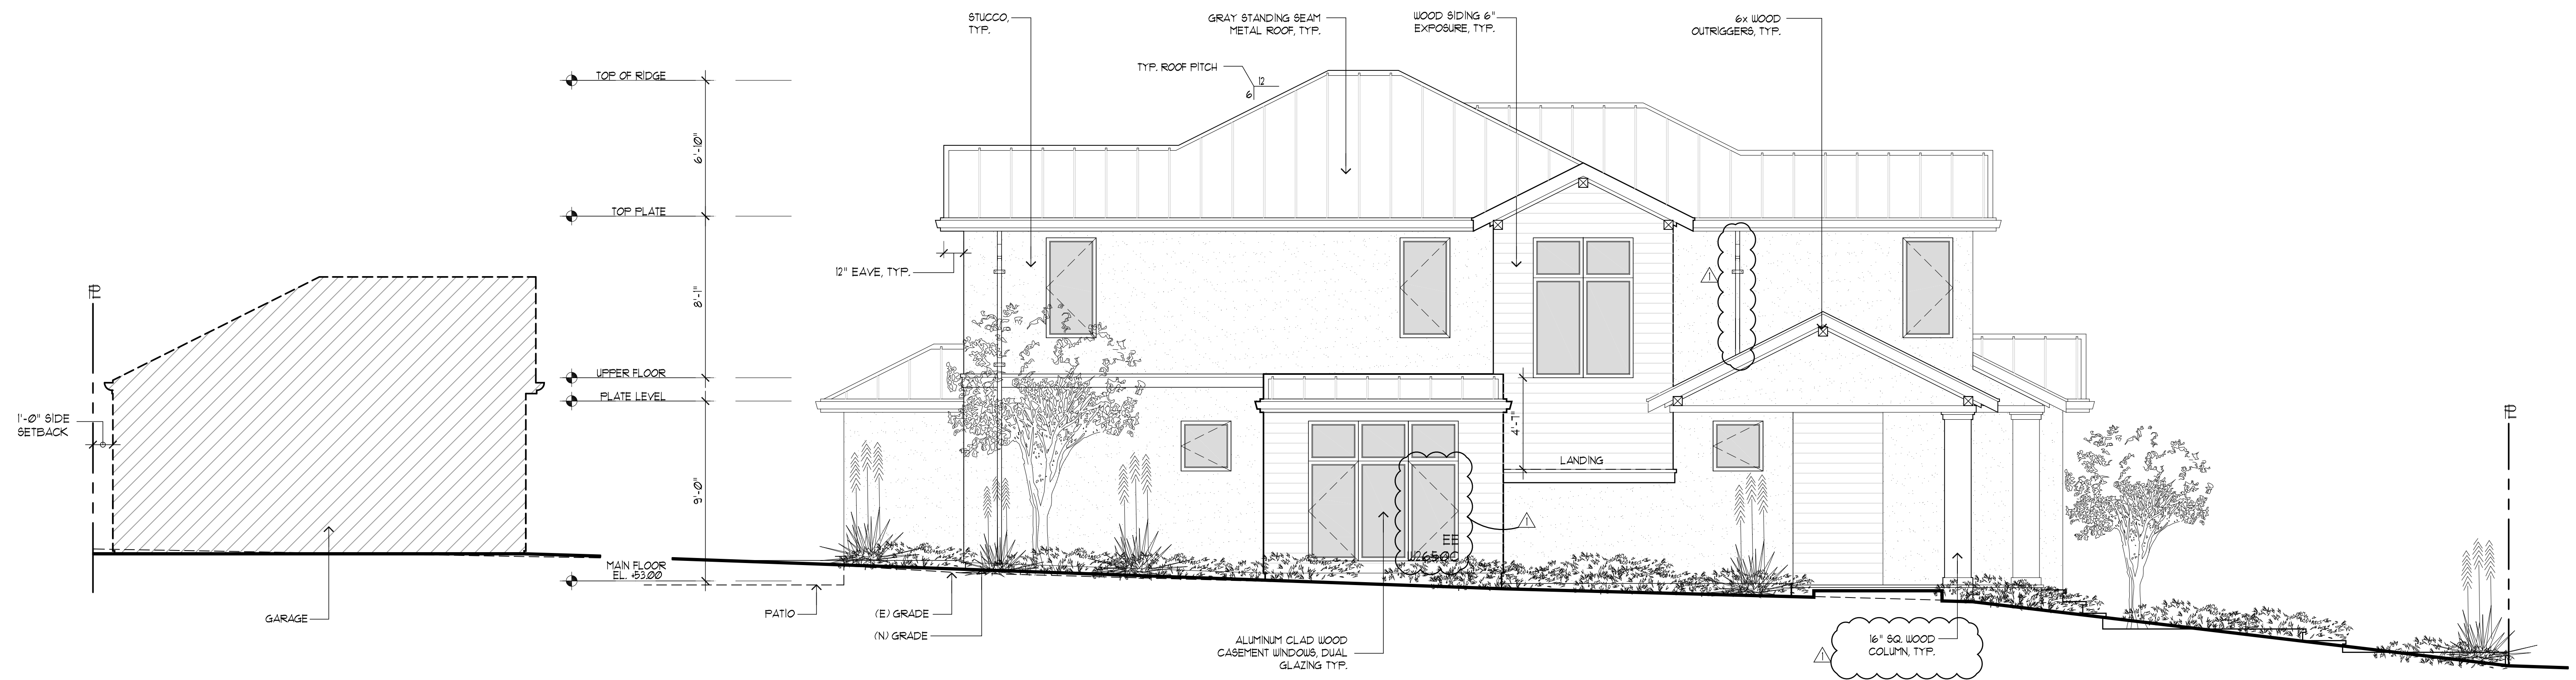 STUCCO,
TYP.
GRAY STANDING SEAM
METAL ROOF, TYP.
WOOD SIDING 6"
EXPOSURE, TYP.
6x WOOD
OUTRIGGERS, TYP.
TYP. ROOF PITCH
12
6
TOP OF RIDGE
6'-10"
TOP PLATE
12" EAVE, TYP.
8'-1"
1
PL
UPPER FLOOR
PLATE LEVEL
1'-0" SIDE
SETBACK
PL
4'-7"
LANDING
9'-0"
1
EE
MAIN FLOOR
EL. +53.00
GARAGE
PATIO
(E) GRADE
(N) GRADE
ALUMINUM CLAD WOOD
CASEMENT WINDOWS, DUAL
GLAZING TYP.
16" SQ. WOOD
COLUMN, TYP.
1